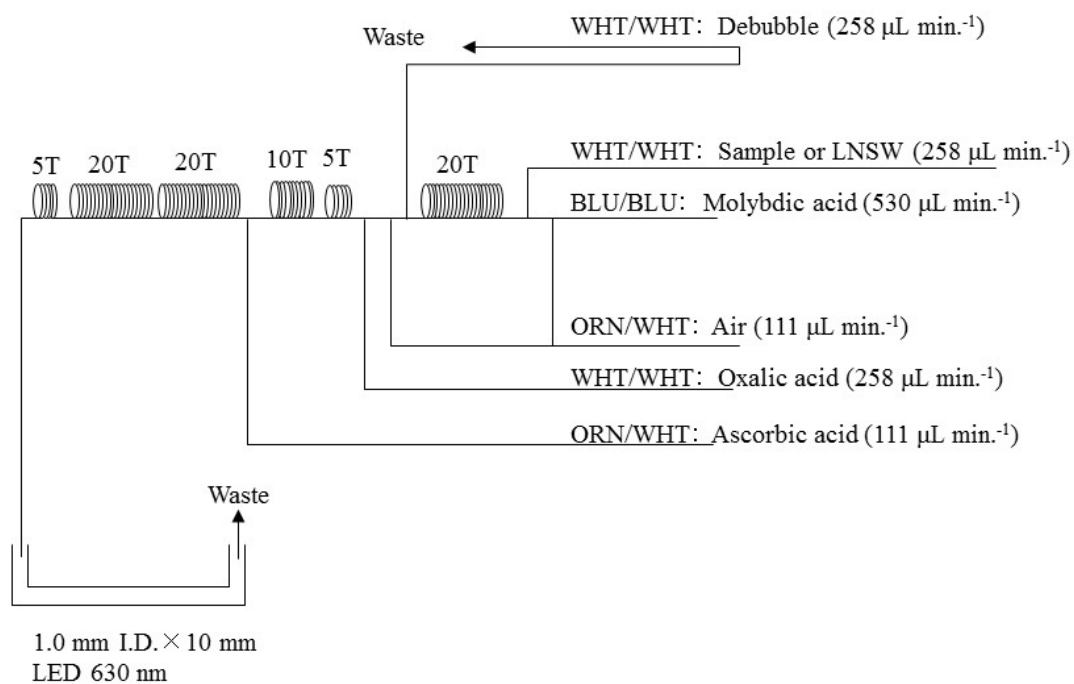 WHT/WHT: Debubble (258 μL min.⁻¹)
Waste
5T 20T 20T 10T 5T 20T
WHT/WHT: Sample or LNSW (258 μL min.⁻¹)
BLU/BLU: Molybdic acid (530 μL min.⁻¹)
ORN/WHT: Air (111 μL min.⁻¹)
WHT/WHT: Oxalic acid (258 μL min.⁻¹)
ORN/WHT: Ascorbic acid (111 μL min.⁻¹)
Waste
1.0 mm I.D.×10 mm
LED 630 nm